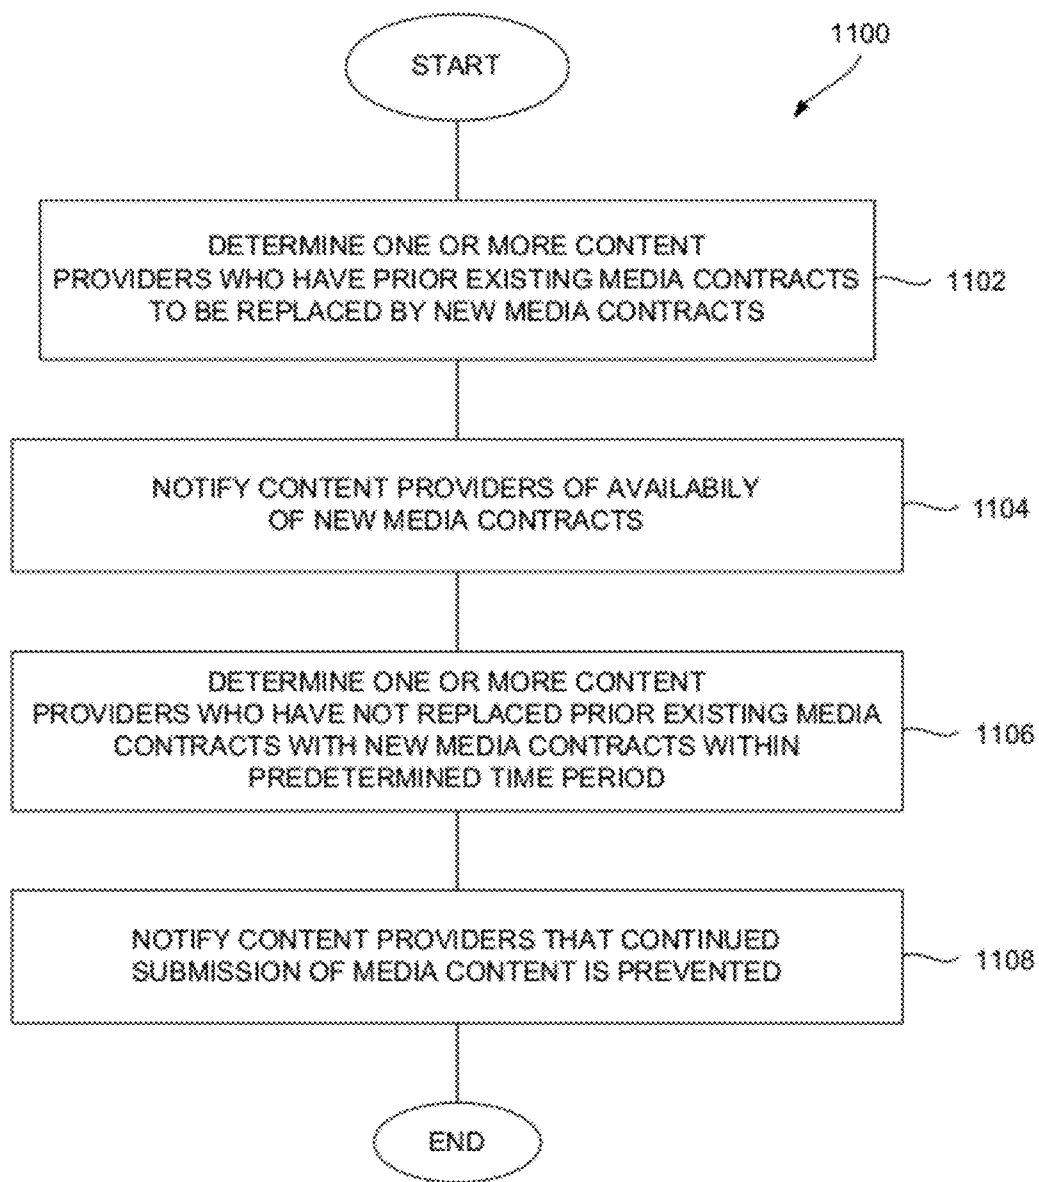 START
1100
DETERMINE ONE OR MORE CONTENT
PROVIDERS WHO HAVE PRIOR EXISTING MEDIA CONTRACTS
TO BE REPLACED BY NEW MEDIA CONTRACTS
1102
NOTIFY CONTENT PROVIDERS OF AVAILABILY
OF NEW MEDIA CONTRACTS
1104
DETERMINE ONE OR MORE CONTENT
PROVIDERS WHO HAVE NOT REPLACED PRIOR EXISTING MEDIA
CONTRACTS WITH NEW MEDIA CONTRACTS WITHIN
PREDETERMINED TIME PERIOD
1106
NOTIFY CONTENT PROVIDERS THAT CONTINUED
SUBMISSION OF MEDIA CONTENT IS PREVENTED
1108
END